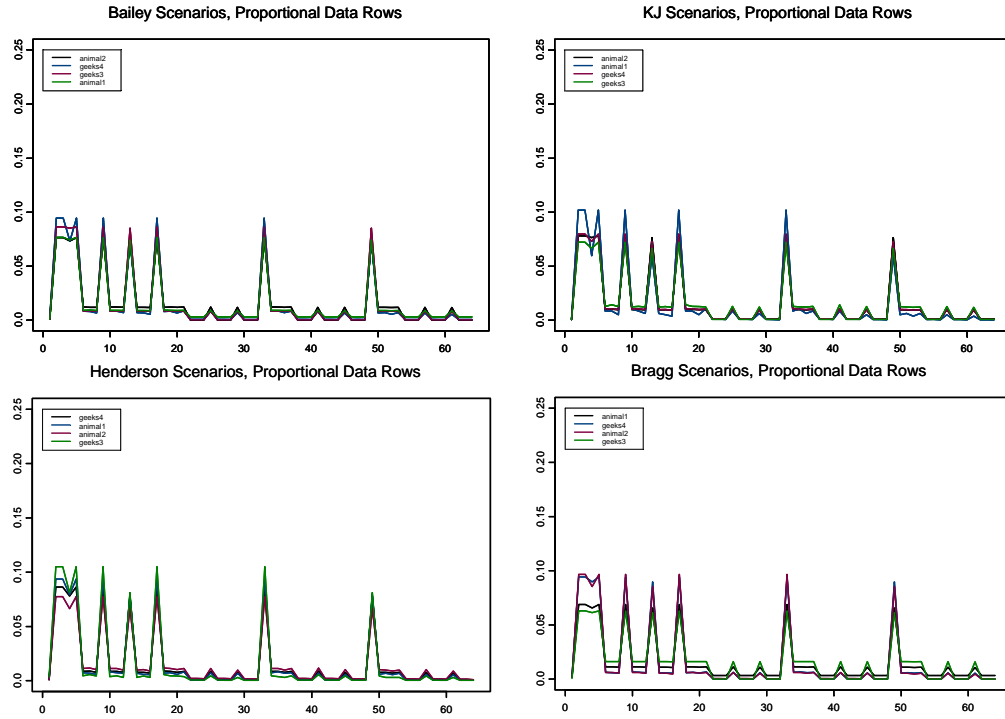 Bailey Scenarios, Proportional Data Rows
animal2
geeks4
geeks3
animal1
0.25
0.20
0.15
0.10
0.05
0.0
0 10 20 30 40 50 60
KJ Scenarios, Proportional Data Rows
animal2
animal1
geeks4
geeks3
0.25
0.20
0.15
0.10
0.05
0.0
0 10 20 30 40 50 60
Henderson Scenarios, Proportional Data Rows
geeks4
animal1
animal2
geeks3
0.25
0.20
0.15
0.10
0.05
0.0
0 10 20 30 40 50 60
Bragg Scenarios, Proportional Data Rows
animal1
geeks4
animal2
geeks3
0.25
0.20
0.15
0.10
0.05
0.0
0 10 20 30 40 50 60